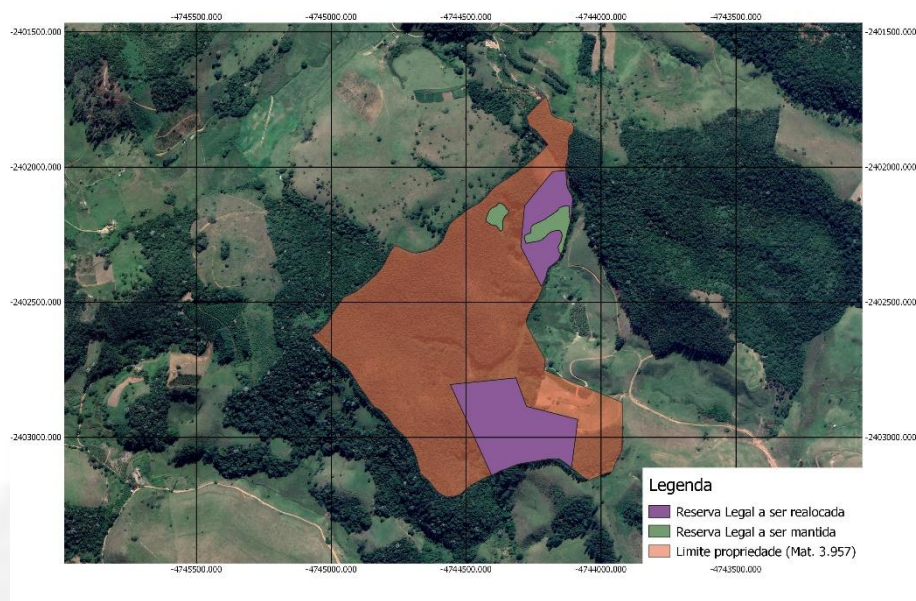 -4745500.000 -4745000.000 -4744500.000 -4744000.000 -4743500.000
-2401500.000 -2401500.000
-2402000.000 -2402000.000
-2402500.000 -2402500.000
-2403000.000 -2403000.000
Legenda
Reserva Legal a ser realocada
Reserva Legal a ser mantida
Limite propriedade (Mat. 3.957)
-4745500.000 -4745000.000 -4744500.000 -4744000.000 -4743500.000